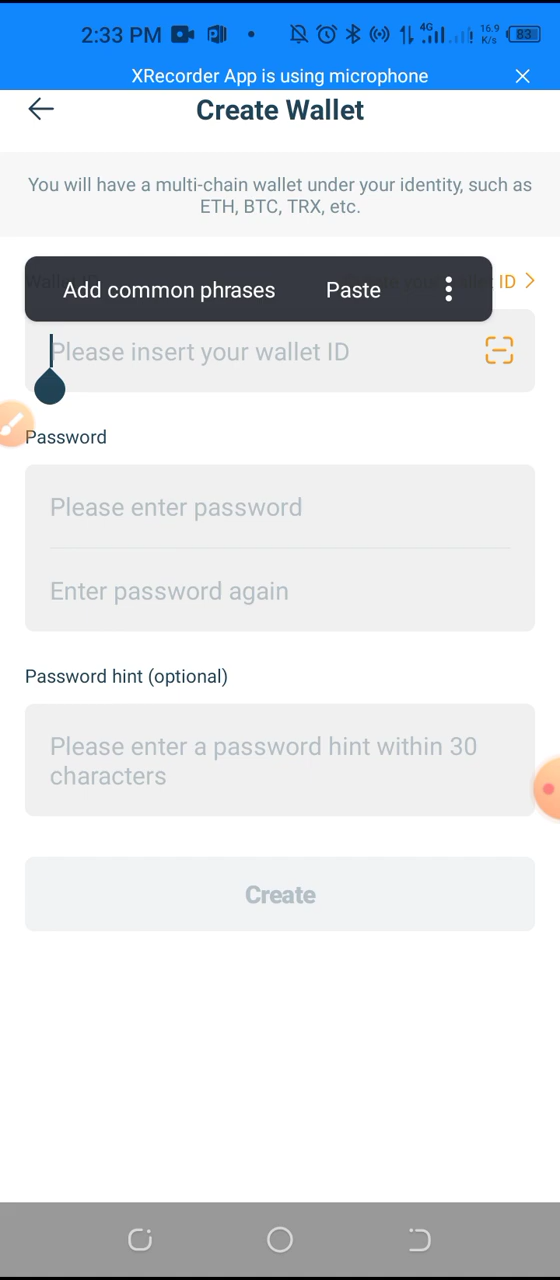 2:33 PM
4G
16.9
K/s
83
XRecorder App is using microphone
Create Wallet
You will have a multi-chain wallet under your identity, such as
ETH, BTC, TRX, etc.
ID
Add common phrases Paste
Please insert your wallet ID
Password
Please enter password
Enter password again
Password hint (optional)
Please enter a password hint within 30
characters
Create